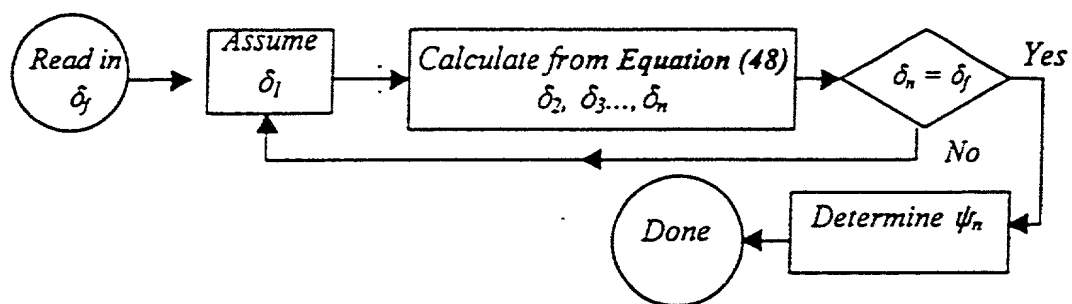 Read in
δf
Assume
δ1
Calculate from Equation (48)
δ2, δ3..., δn
δn = δf
Yes
No
Determine ψn
Done